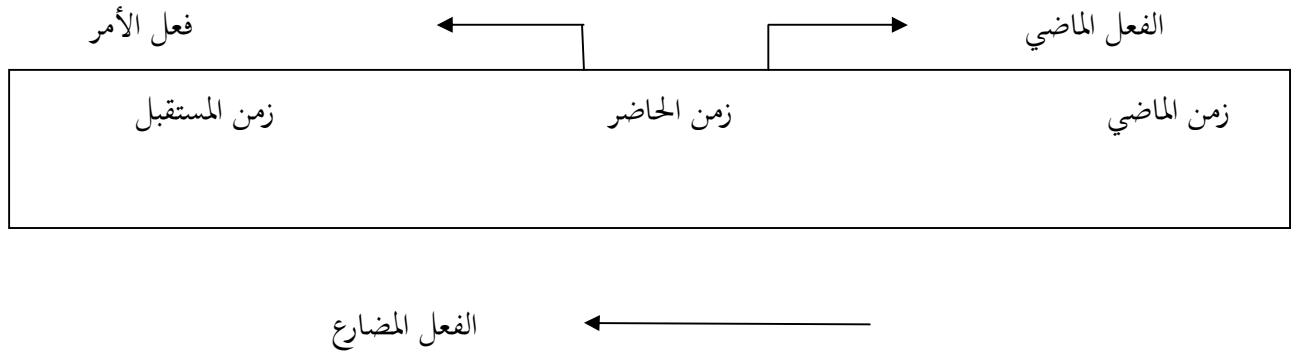 الفعل الماضي فعل الأمر
زمن الماضي زمن الحاضر زمن المستقبل
الفعل المضارع